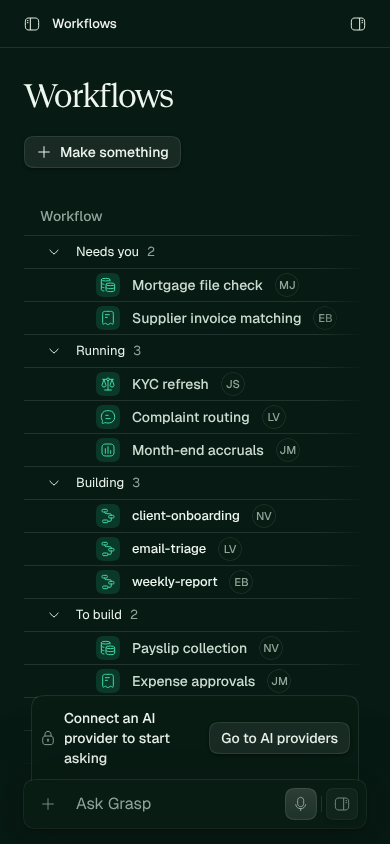 Workflows
Workflows
Make something
Workflow
Needs you 2
Mortgage file check MJ
Supplier invoice matching EB
Running 3
KYC refresh JS
Complaint routing LV
Month-end accruals JM
Building 3
client-onboarding NV
email-triage LV
weekly-report EB
To build 2
Payslip collection NV
Expense approvals JM
Connect an AI
provider to start
asking
Go to AI providers
Ask Grasp